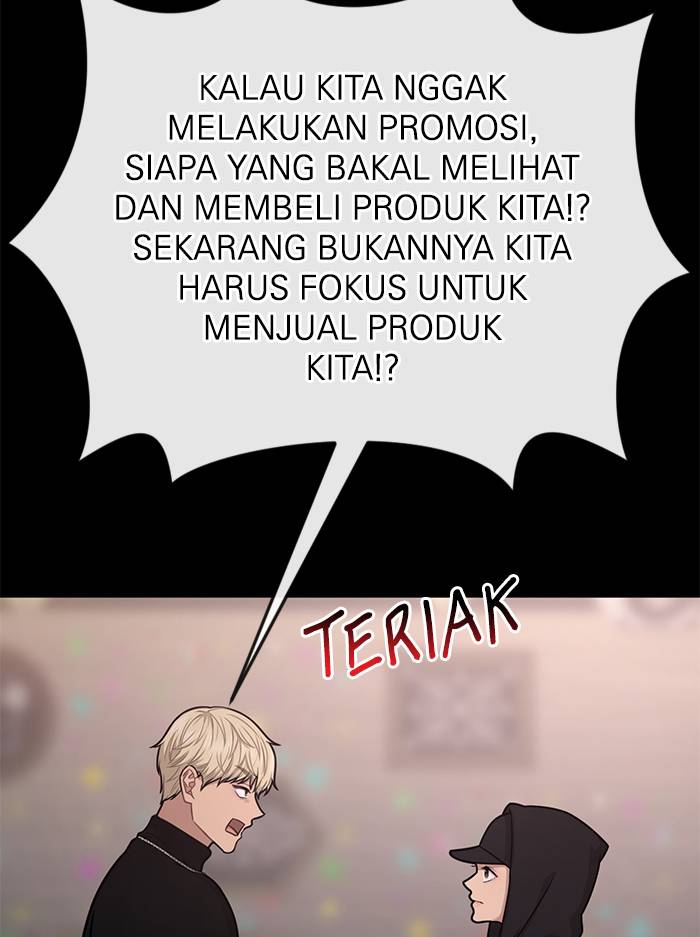 KALAU KITA NGGAK
MELAKUKAN PROMOSI,
SIAPA YANG BAKAL MELIHAT
DAN MEMBELI PRODUK KITA!?
SEKARANG BUKANNYA KITA
HARUS FOKUS UNTUK
MENJUAL PRODUK
KITA!?
TERIAK